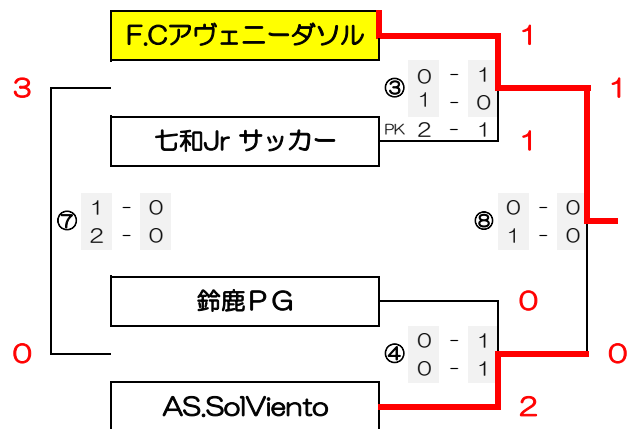 F.Cアヴェニーダソル 1
3 ③ 0 - 1 1
1 - 0
七和Jr サッカー PK 2 - 1 1
⑦ 1 - 0 ⑧ 0 - 0
2 - 0 1 - 0
鈴鹿PG 0
0 ④ 0 - 1 0
0 - 1
AS.SolViento 2